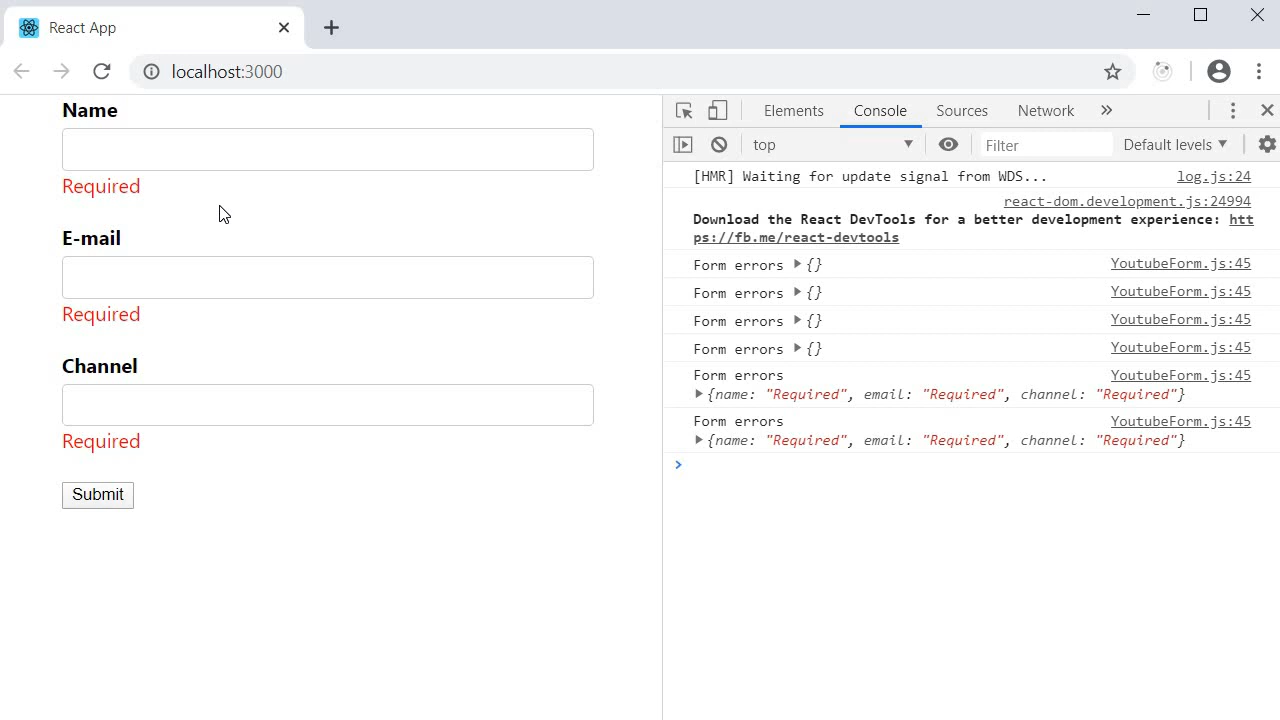 React App
localhost:3000
Name
Required
E-mail
Required
Channel
Required
Submit
Elements Console Sources Network
top Filter Default levels
[HMR] Waiting for update signal from WDS... log.js:24
react-dom.development.js:24994
Download the React DevTools for a better development experience: htt
ps://fb.me/react-devtools
Form errors {} YoutubeForm.js:45
Form errors {} YoutubeForm.js:45
Form errors {} YoutubeForm.js:45
Form errors {} YoutubeForm.js:45
Form errors YoutubeForm.js:45
{name: "Required", email: "Required", channel: "Required"}
Form errors YoutubeForm.js:45
{name: "Required", email: "Required", channel: "Required"}